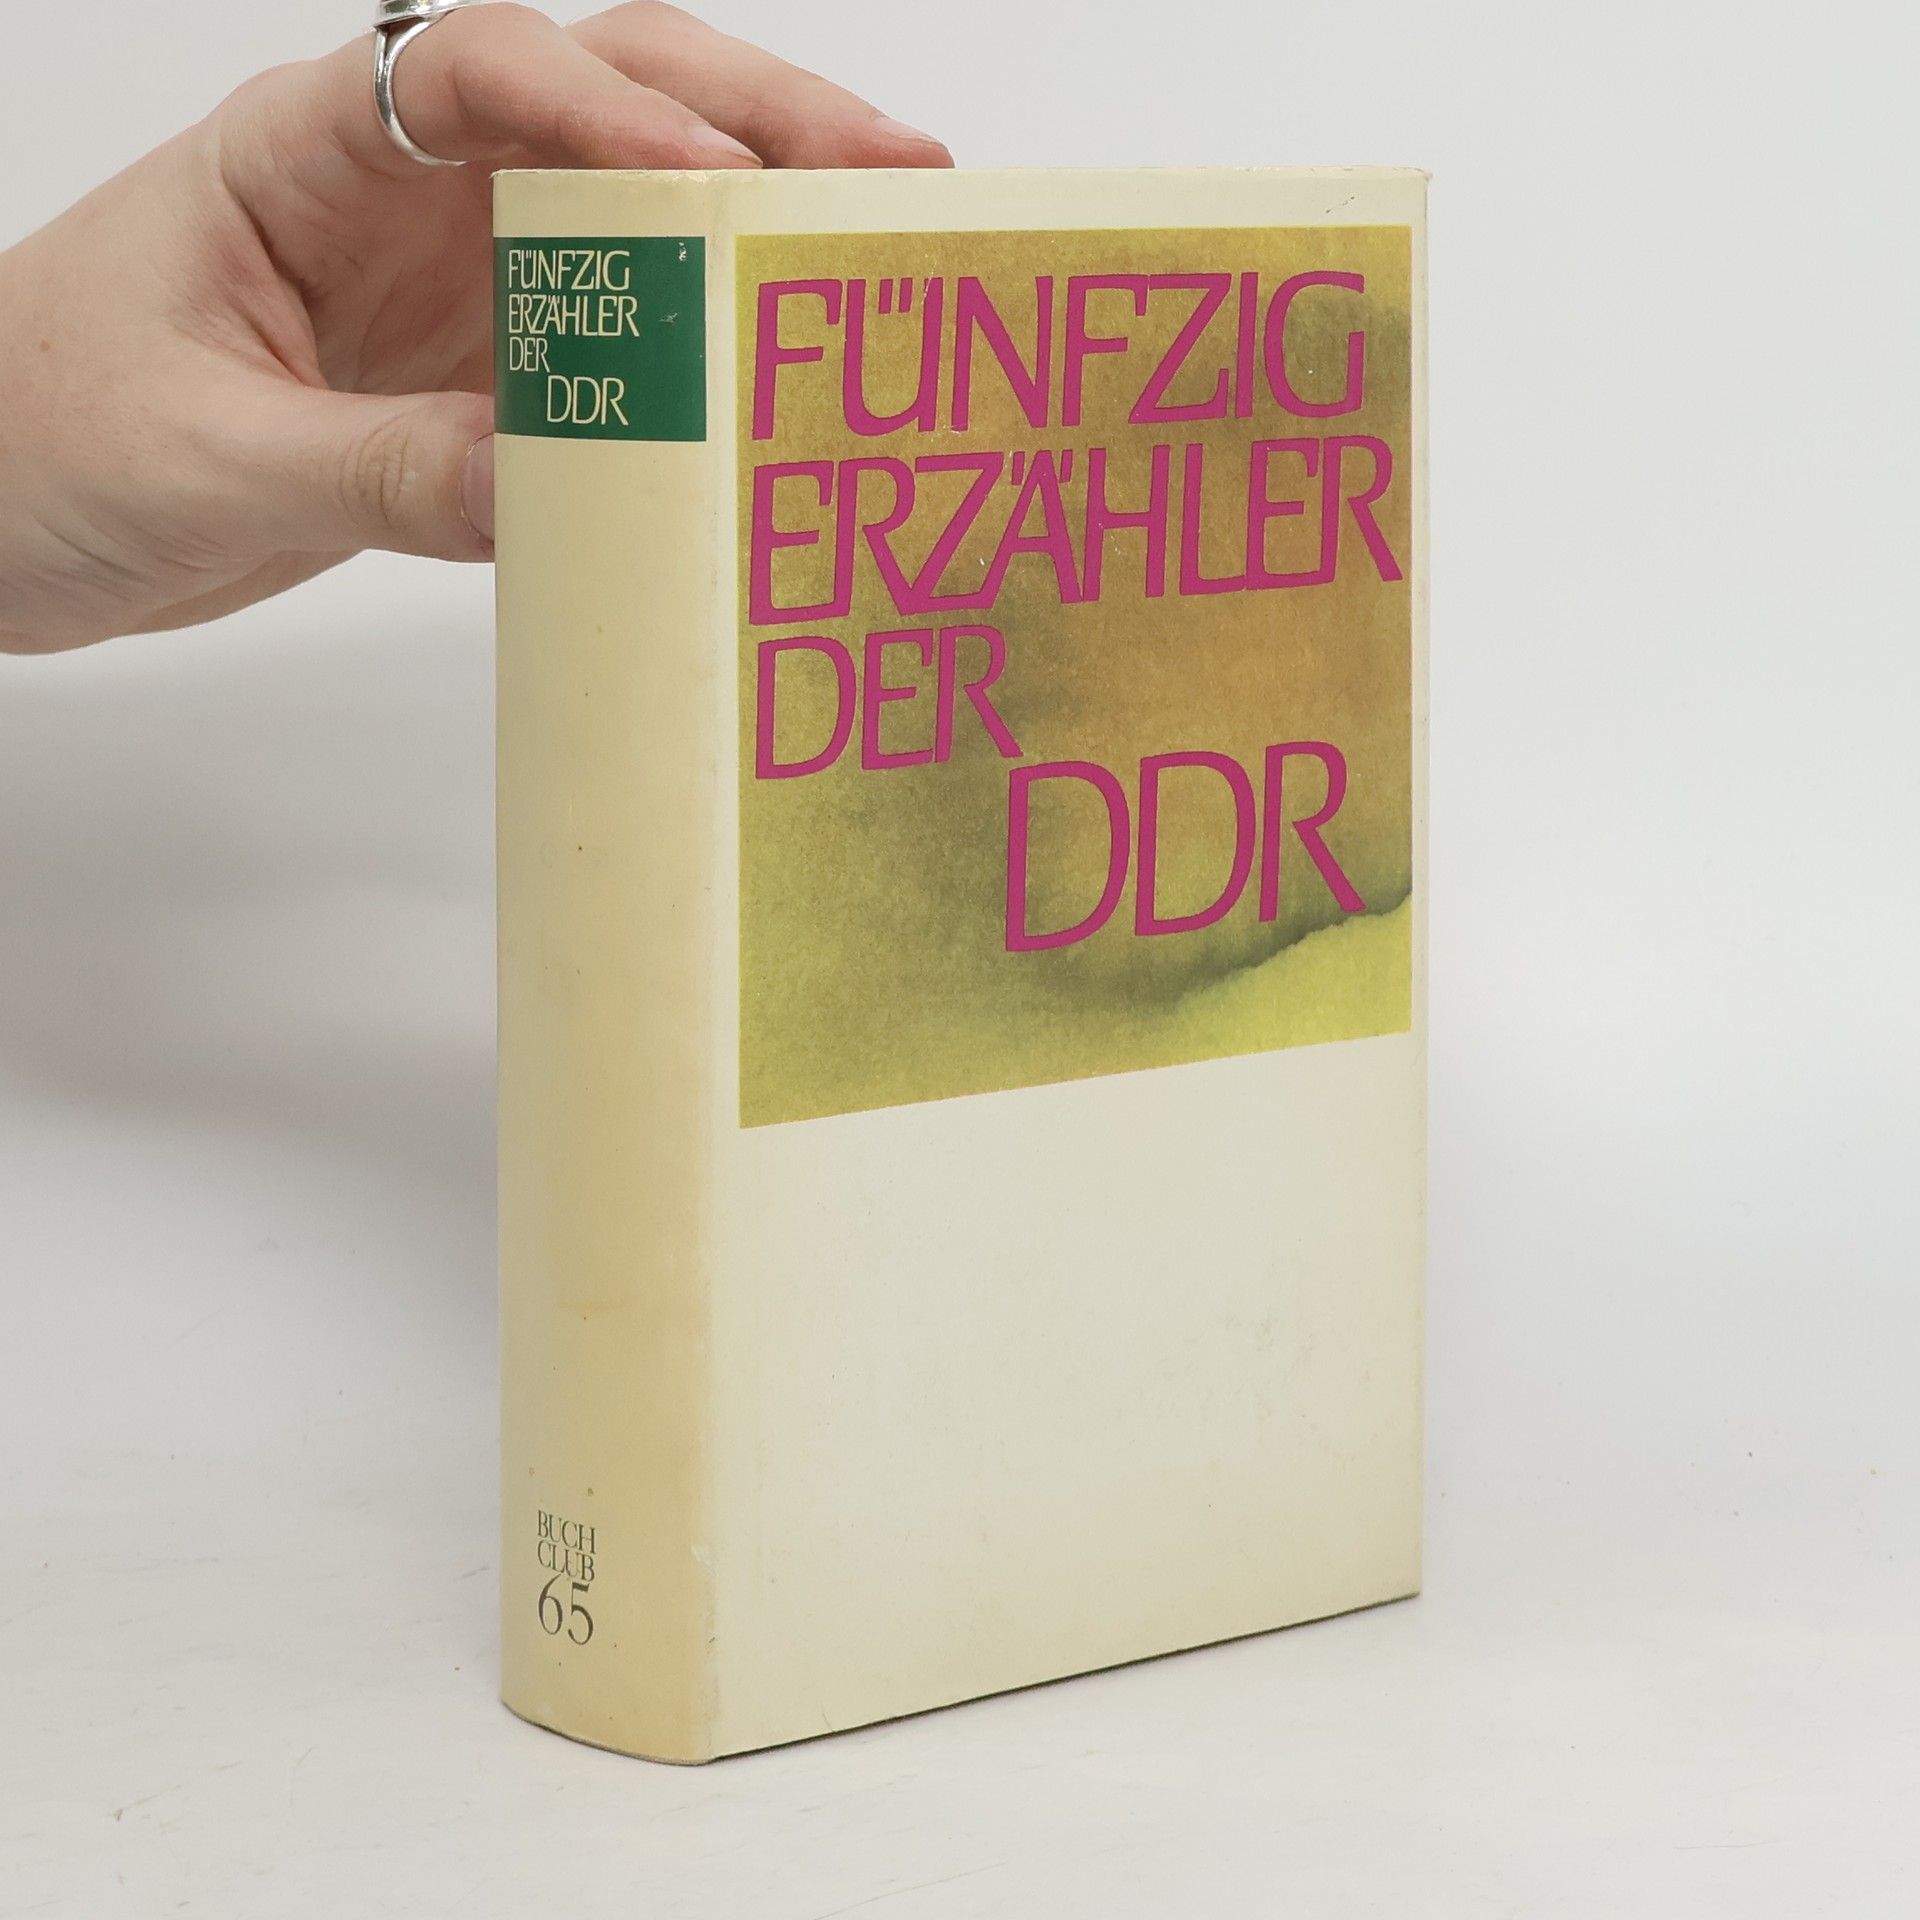 FÜNFZIG
ERZÄHLER
DER
DDR
FÜNFZIG
ERZÄHLER
DER
DDR
BUCH
CLUB
65